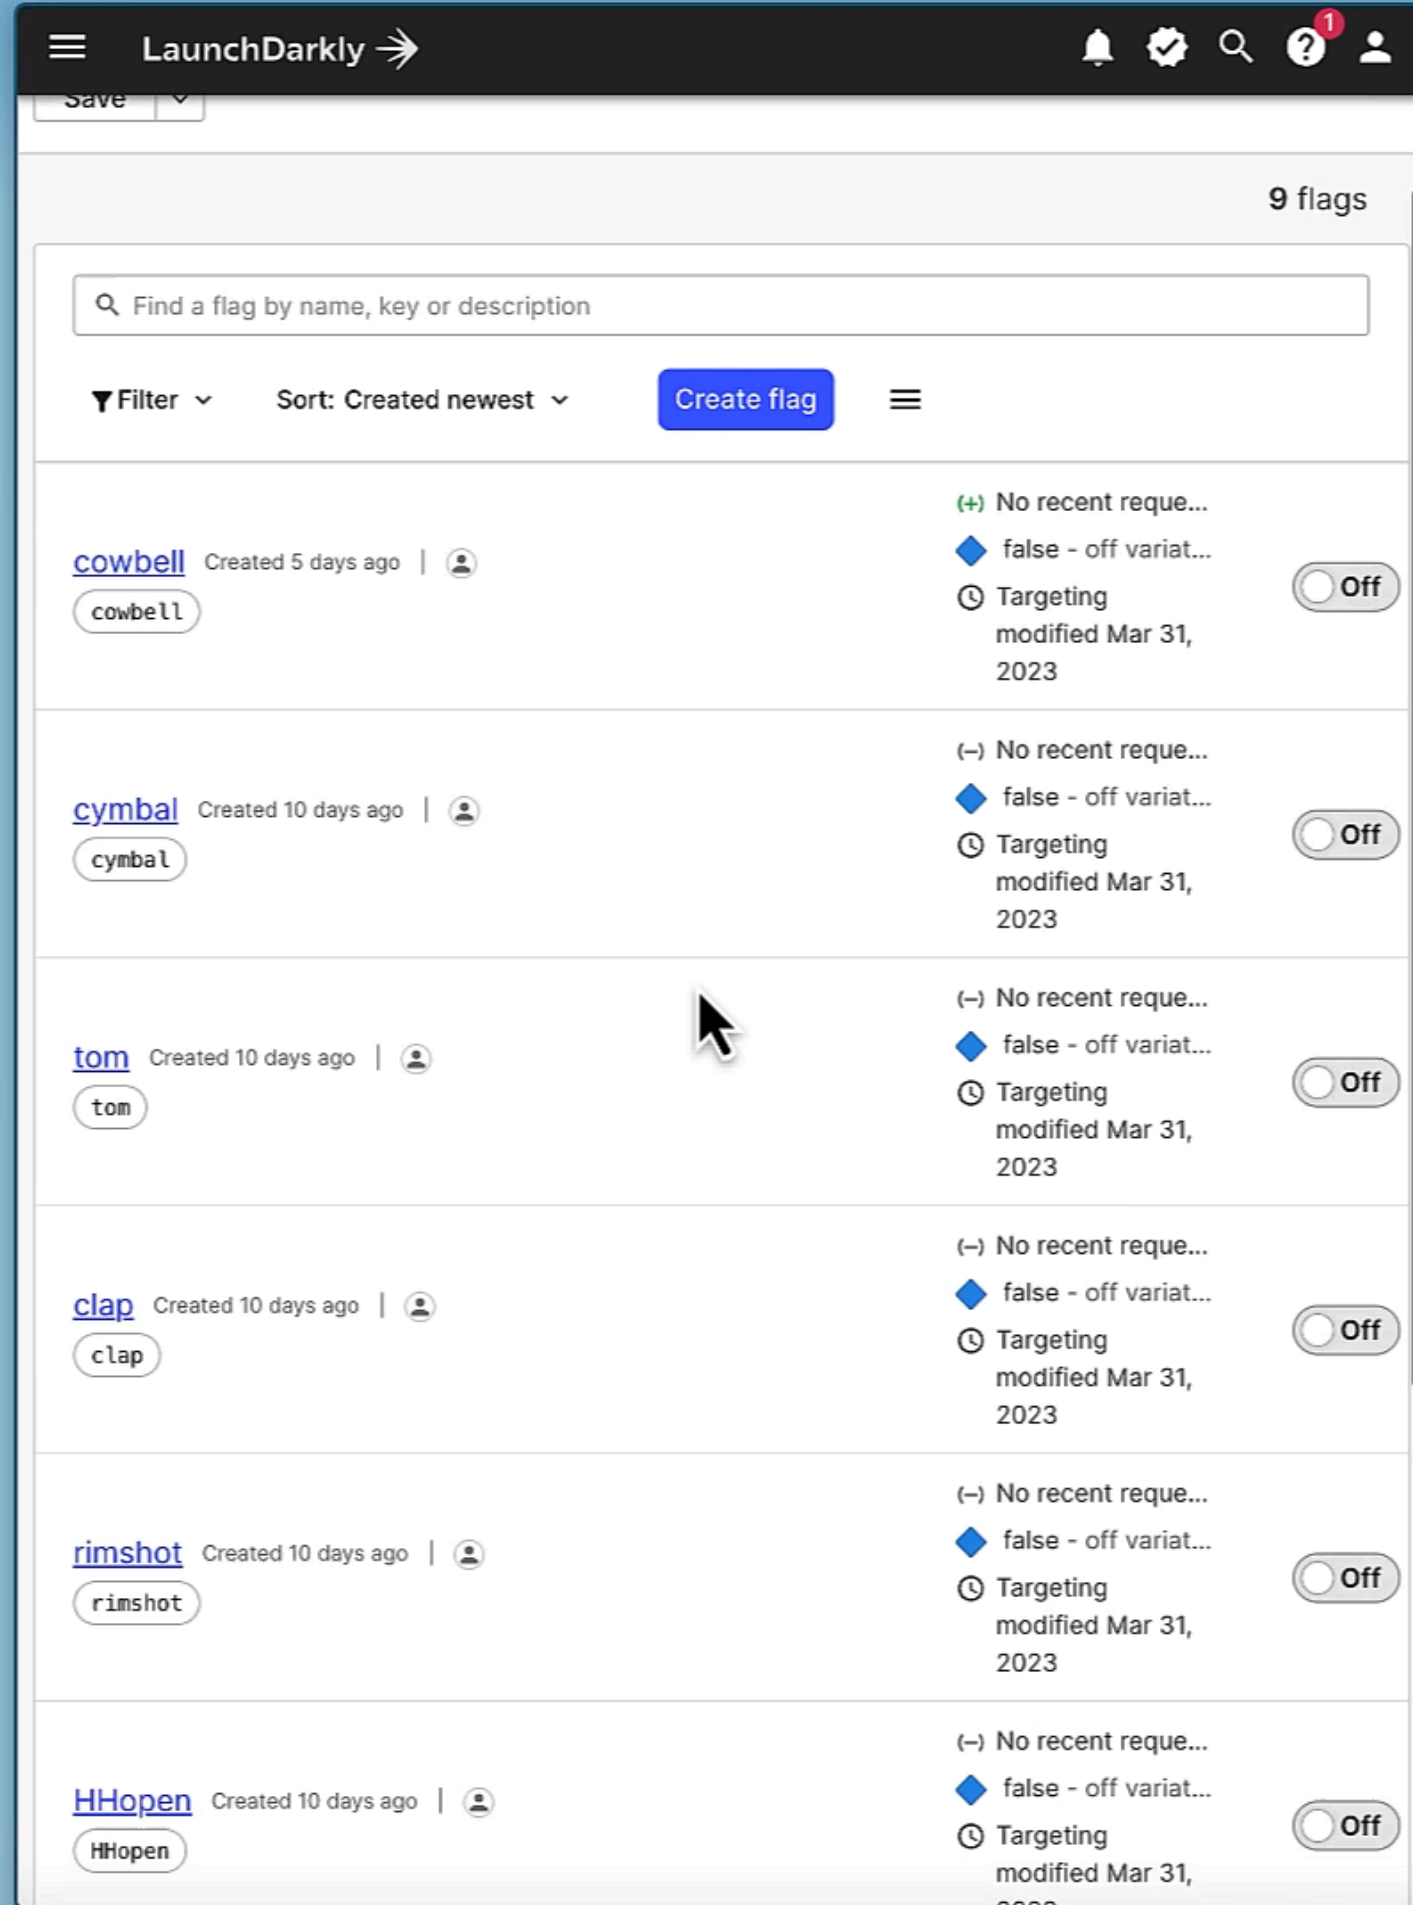 LaunchDarkly
1
Save
9 flags
Find a flag by name, key or description
Filter
Sort: Created newest
Create flag
cowbell Created 5 days ago |
cowbell
(+) No recent reque...
false - off variat...
Targeting
modified Mar 31,
2023
Off
cymbal Created 10 days ago |
cymbal
(–) No recent reque...
false - off variat...
Targeting
modified Mar 31,
2023
Off
tom Created 10 days ago |
tom
(–) No recent reque...
false - off variat...
Targeting
modified Mar 31,
2023
Off
clap Created 10 days ago |
clap
(–) No recent reque...
false - off variat...
Targeting
modified Mar 31,
2023
Off
rimshot Created 10 days ago |
rimshot
(–) No recent reque...
false - off variat...
Targeting
modified Mar 31,
2023
Off
HHopen Created 10 days ago |
HHopen
(–) No recent reque...
false - off variat...
Targeting
modified Mar 31,
Off